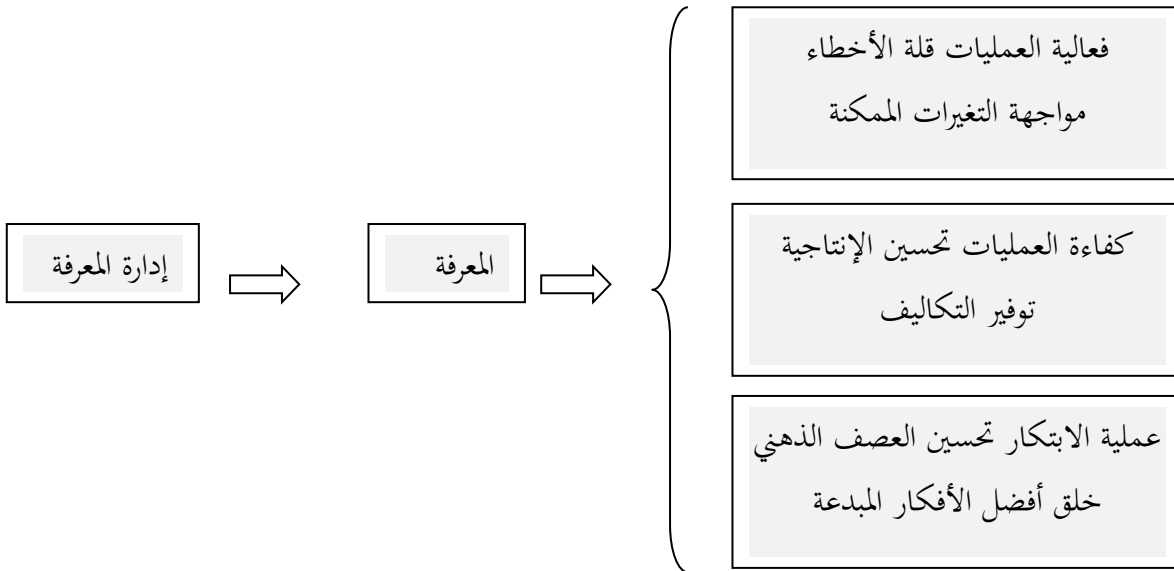 إدارة المعرفة
المعرفة
فعالية العمليات قلة الأخطاء
مواجهة التغيرات الممكنة
كفاءة العمليات تحسين الإنتاجية
توفير التكاليف
عملية الابتكار تحسين العصف الذهني
خلق أفضل الأفكار المبدعة